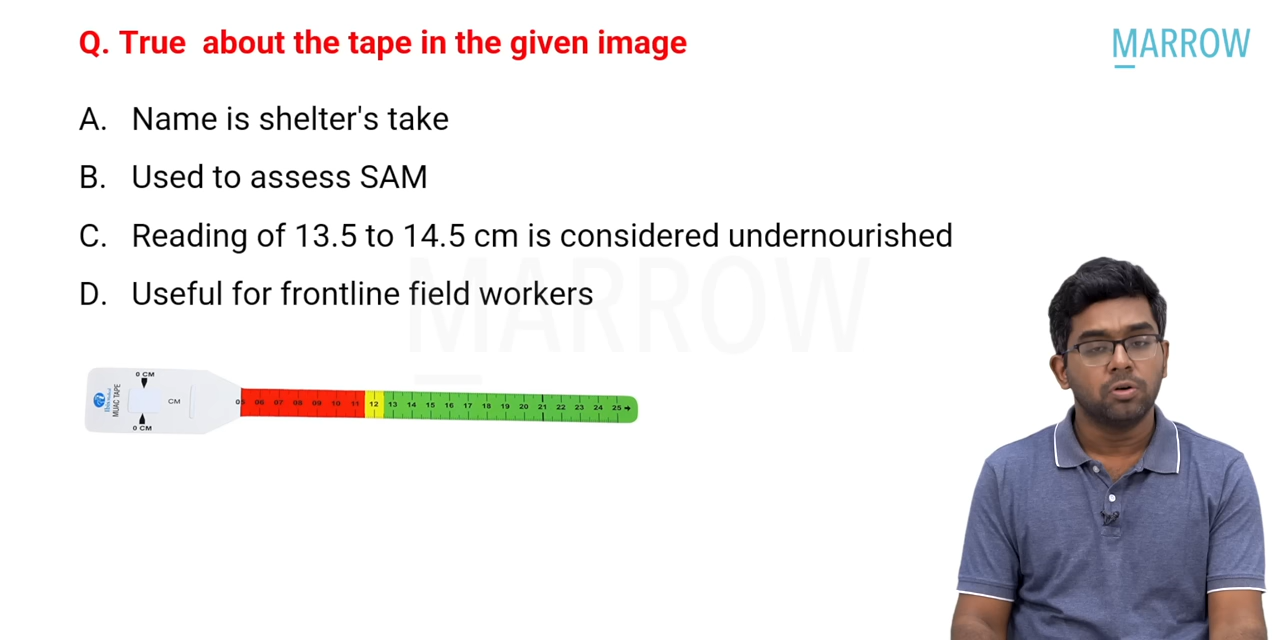 Q. True about the tape in the given image
MARROW
A. Name is shelter's take
B. Used to assess SAM
C. Reading of 13.5 to 14.5 cm is considered undernourished
D. Useful for frontline field workers
MARROW
0 CM
MUAC TAPE
CM
05 06 07 08 09 10 11 12 13 14 15 16 17 18 19 20 21 22 23 24 25
0 CM